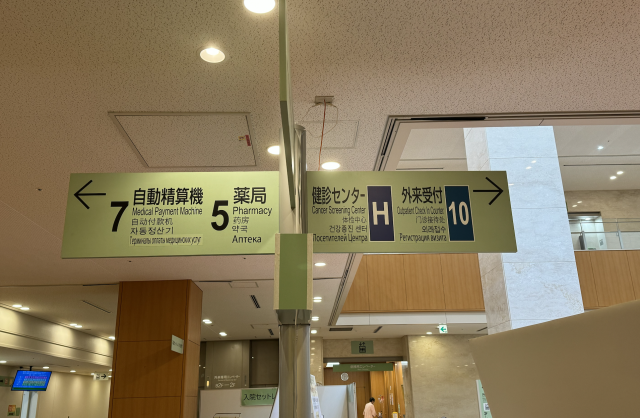 7
自動精算機
Medical Payment Machine
自动付款机
자동정산기
Терминалы оплаты медицинских услуг
5
薬局
Pharmacy
药房
약국
Аптека
健診センター
Cancer Screening Center
体检中心
건강증진 센터
Посетителей Центра
H
外来受付
Outpatient Check in Counter
门诊接待处
외래접수
Регистрация визита
10